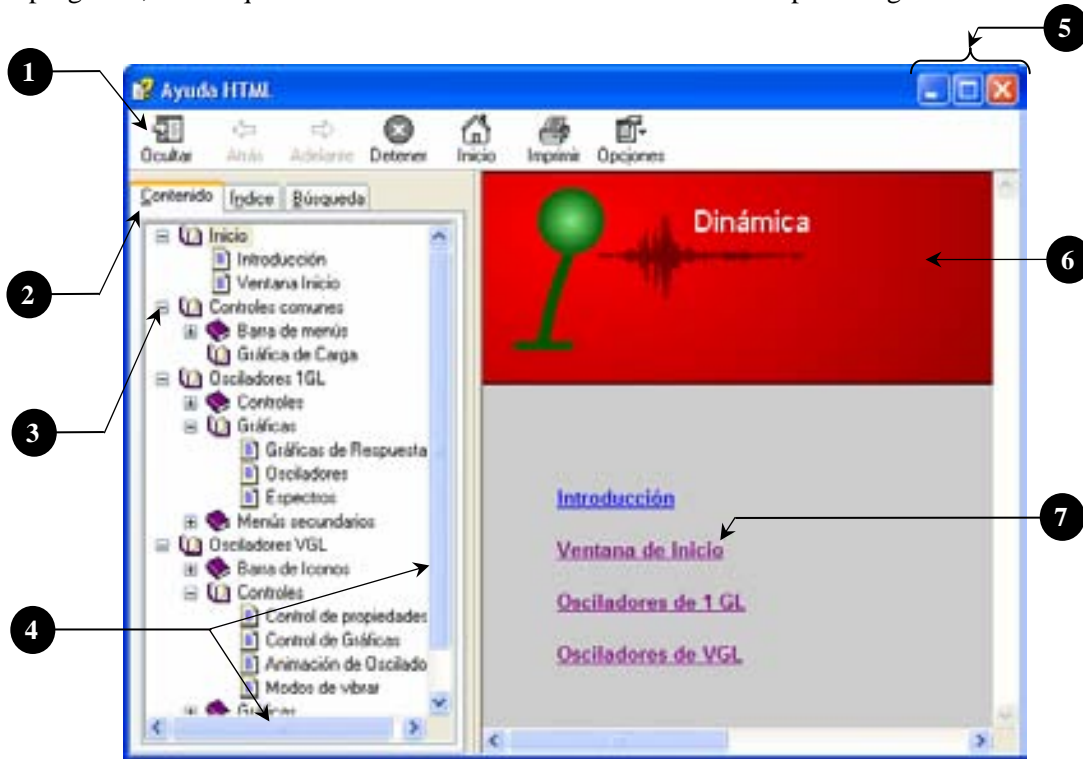 5
1
Ayuda HTML
Ocultar Atrás Adelante Detener Inicio Imprimir Opciones
Contenido Índice Búsqueda
Dinámica
Inicio
Introducción
Ventana Inicio
Controles comunes
Barra de menús
Gráfica de Carga
Osciladores 1GL
Controles
Gráficas
Gráficas de Respuesta
Osciladores
Espectros
Menús secundarios
Osciladores VGL
Barra de Iconos
Controles
Control de propiedades
Control de Gráficas
Animación de Oscilado
Modos de vibrar
Gráficas
2
3
4
6
Introducción
Ventana de Inicio
Osciladores de 1 GL
Osciladores de VGL
7